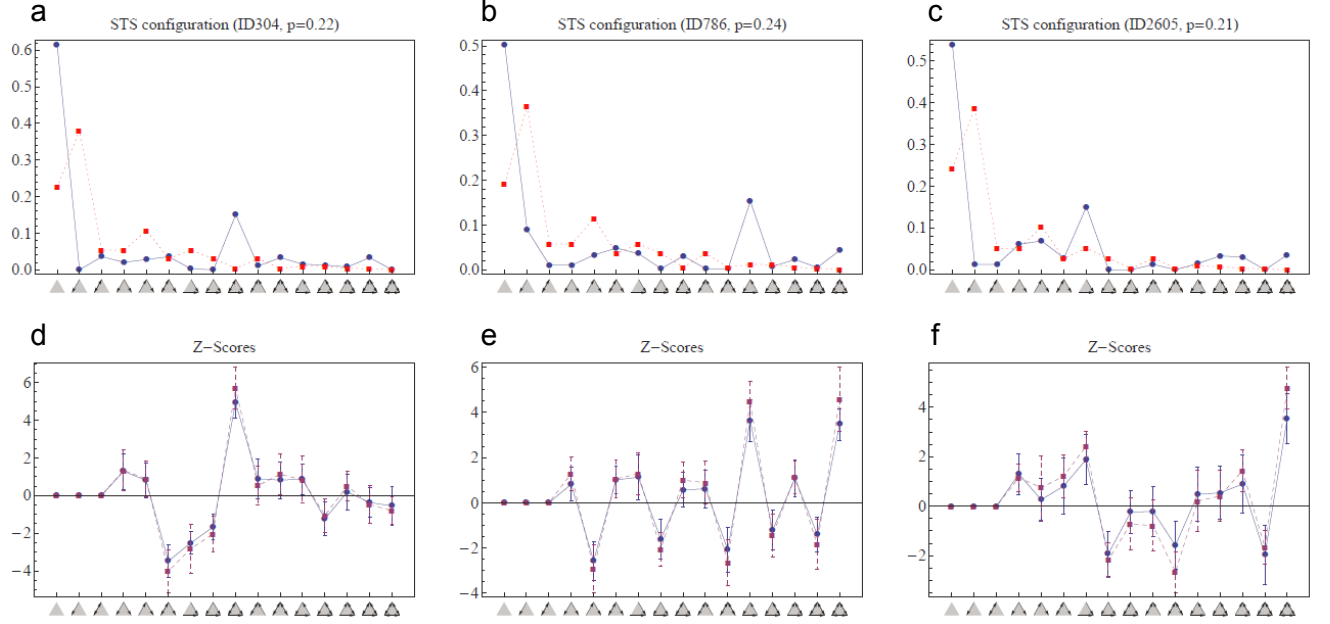 a
STS configuration (ID304, p=0.22)
0.6
0.5
0.4
0.3
0.2
0.1
0.0
b
STS configuration (ID786, p=0.24)
0.5
0.4
0.3
0.2
0.1
0.0
c
STS configuration (ID2605, p=0.21)
0.5
0.4
0.3
0.2
0.1
0.0
d
Z−Scores
6
4
2
0
−2
−4
e
Z−Scores
6
4
2
0
−2
−4
f
Z−Scores
4
2
0
−2